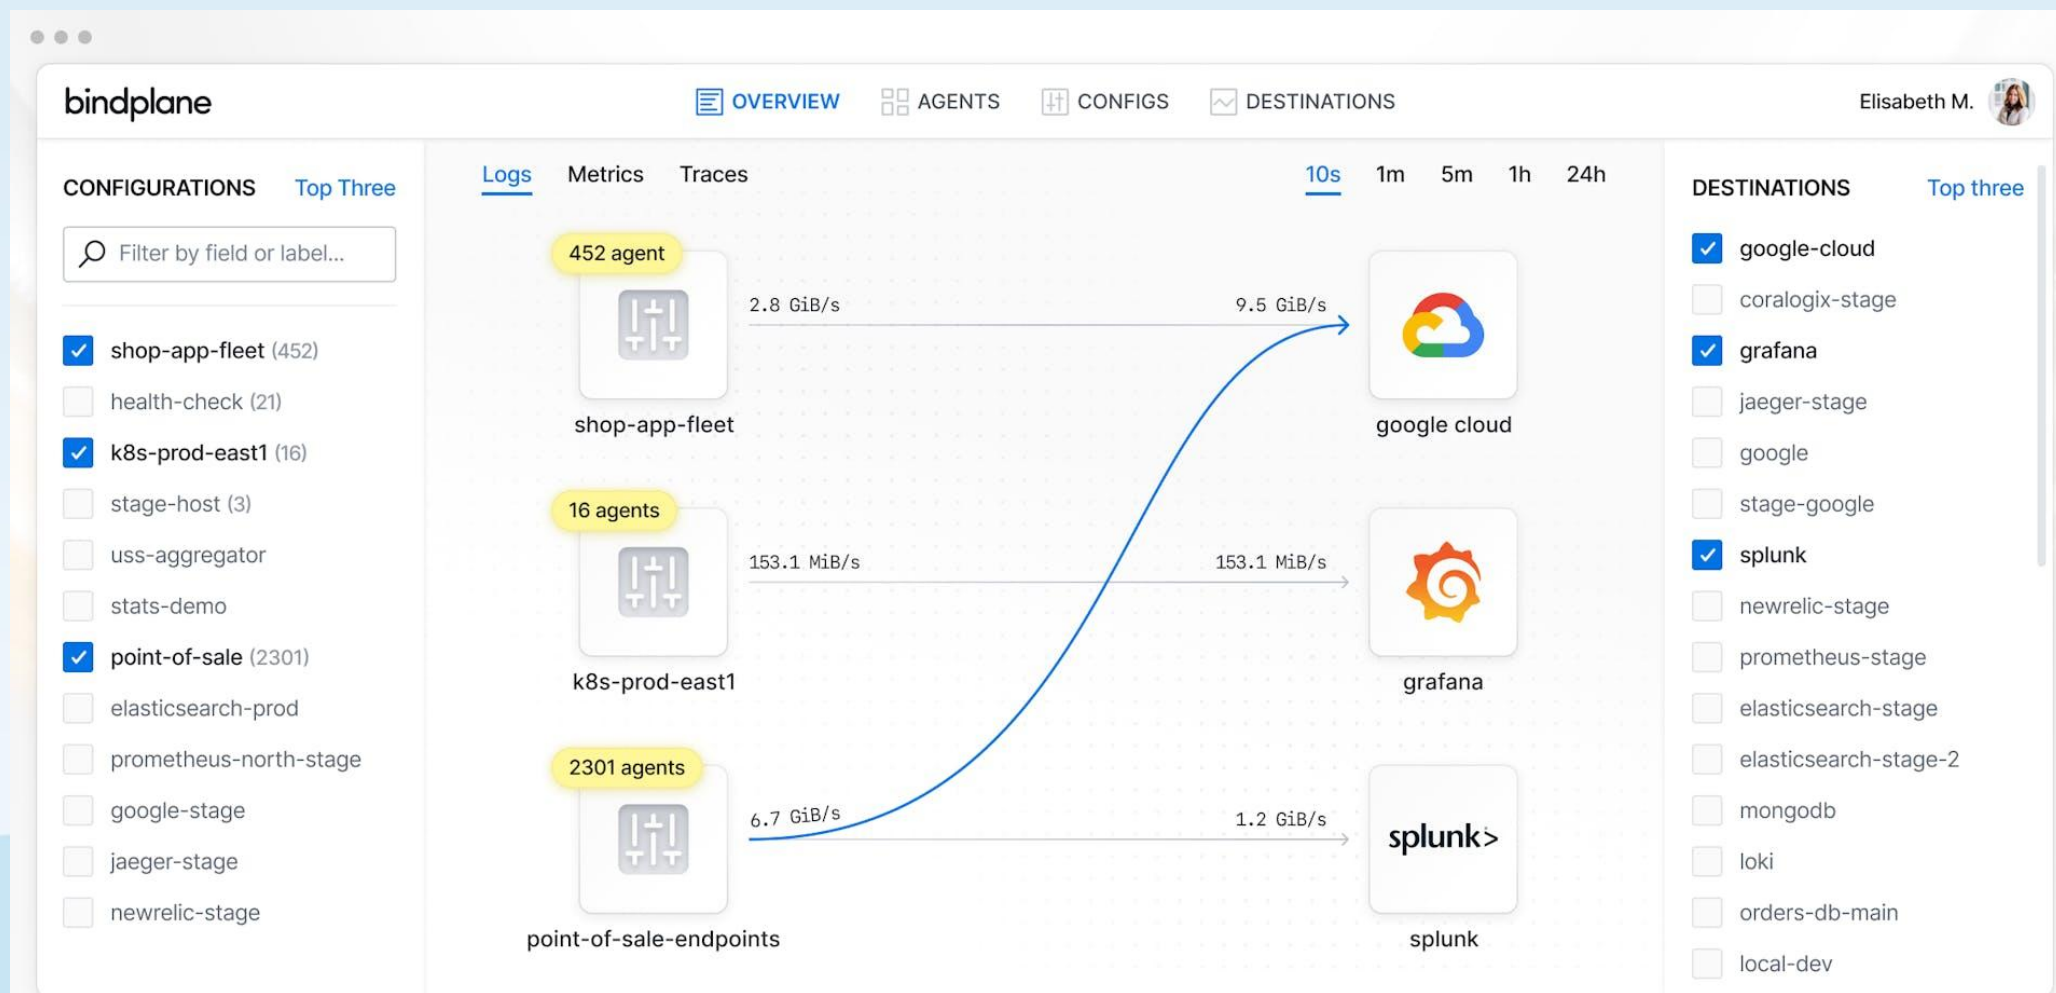 bindplane
OVERVIEW
AGENTS
CONFIGS
DESTINATIONS
Elisabeth M.
CONFIGURATIONS
Top Three
Filter by field or label...
shop-app-fleet (452)
health-check (21)
k8s-prod-east1 (16)
stage-host (3)
uss-aggregator
stats-demo
point-of-sale (2301)
elasticsearch-prod
prometheus-north-stage
google-stage
jaeger-stage
newrelic-stage
Logs
Metrics
Traces
10s
1m
5m
1h
24h
452 agent
2.8 GiB/s
9.5 GiB/s
shop-app-fleet
google cloud
16 agents
153.1 MiB/s
153.1 MiB/s
k8s-prod-east1
grafana
2301 agents
6.7 GiB/s
1.2 GiB/s
splunk>
point-of-sale-endpoints
splunk
DESTINATIONS
Top three
google-cloud
coralogix-stage
grafana
jaeger-stage
google
stage-google
splunk
newrelic-stage
prometheus-stage
elasticsearch-stage
elasticsearch-stage-2
mongodb
loki
orders-db-main
local-dev